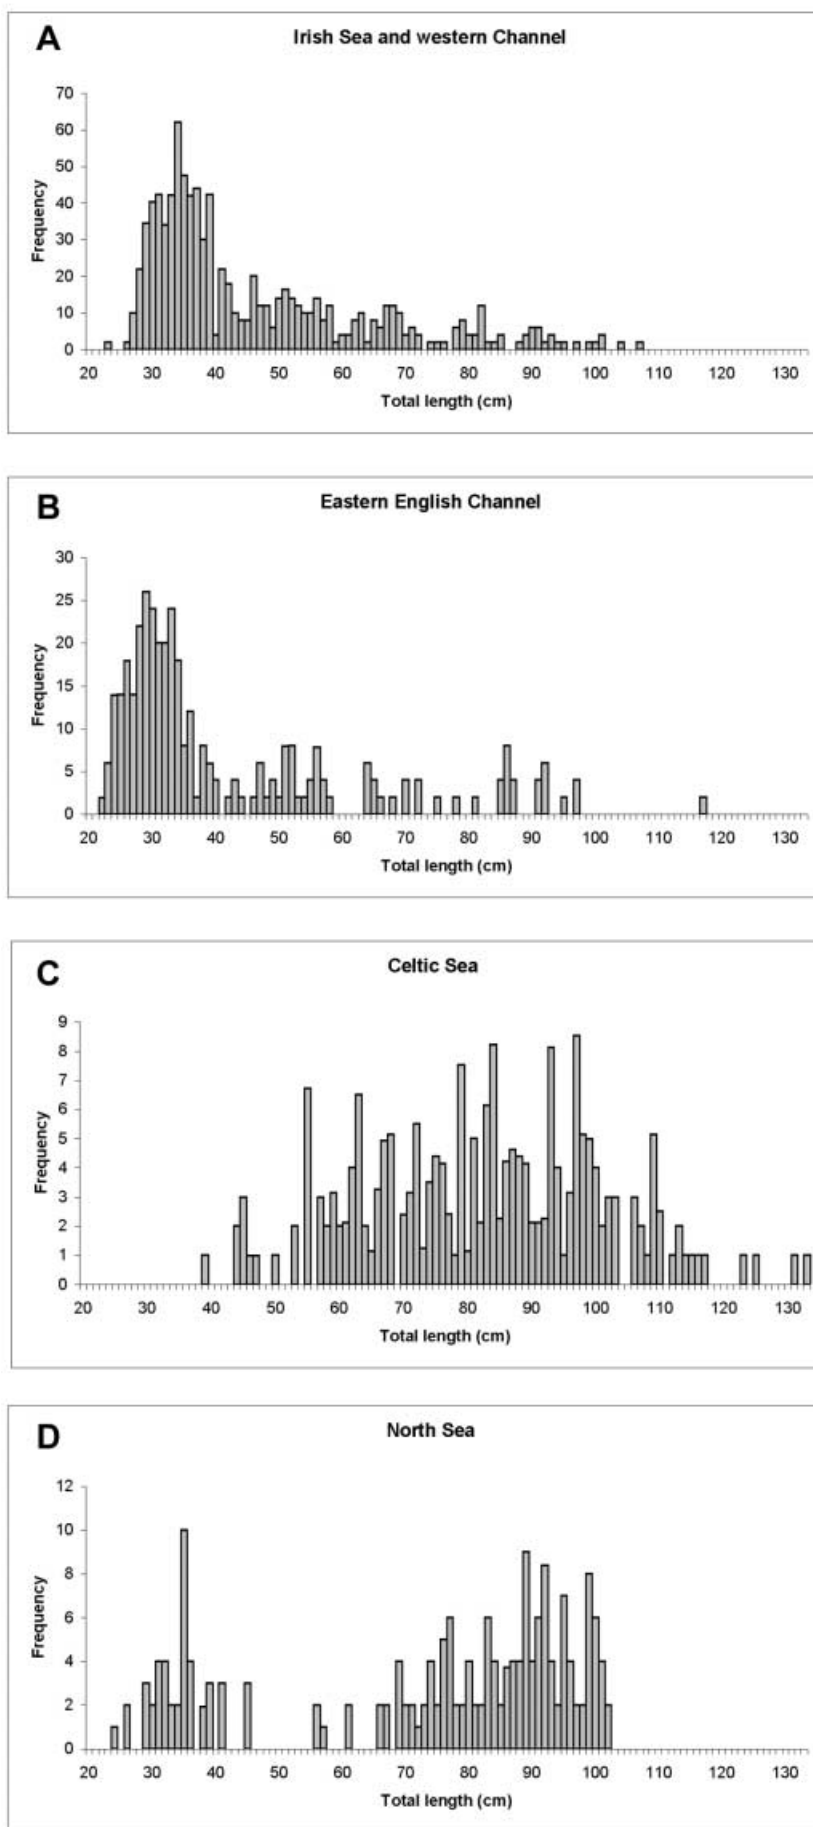 A
Irish Sea and western Channel
70
60
50
40
30
20
10
0
Frequency
20 30 40 50 60 70 80 90 100 110 120 130
Total length (cm)
B
Eastern English Channel
30
25
20
15
10
5
0
Frequency
20 30 40 50 60 70 80 90 100 110 120 130
Total length (cm)
C
Celtic Sea
9
8
7
6
5
4
3
2
1
0
Frequency
20 30 40 50 60 70 80 90 100 110 120 130
Total length (cm)
D
North Sea
12
10
8
6
4
2
0
Frequency
20 30 40 50 60 70 80 90 100 110 120 130
Total length (cm)